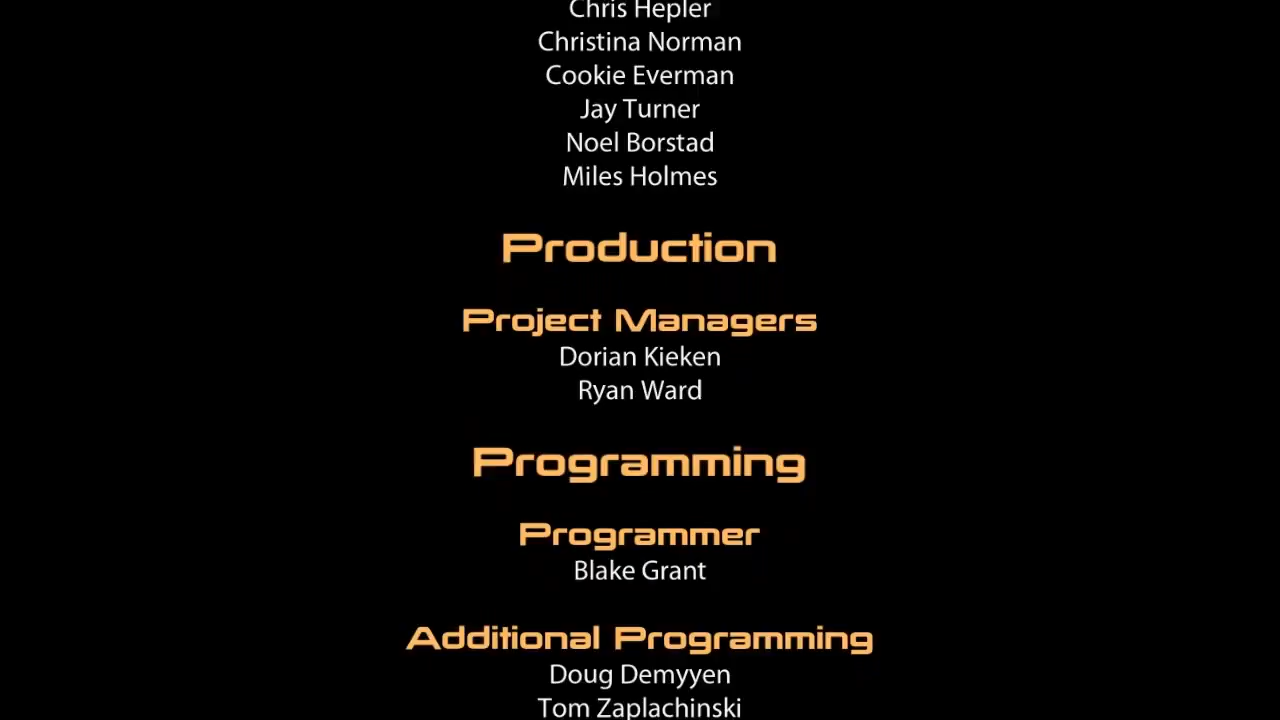 Chris Hepler
Christina Norman
Cookie Everman
Jay Turner
Noel Borstad
Miles Holmes
Production
Project Managers
Dorian Kieken
Ryan Ward
Programming
Programmer
Blake Grant
Additional Programming
Doug Demyyen
Tom Zaplachinski